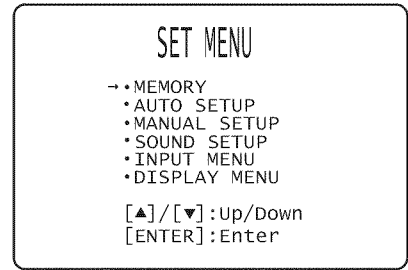 SET MENU
→•MEMORY
•AUTO SETUP
•MANUAL SETUP
•SOUND SETUP
•INPUT MENU
•DISPLAY MENU
[▲]/[▼]:Up/Down
[ENTER]:Enter